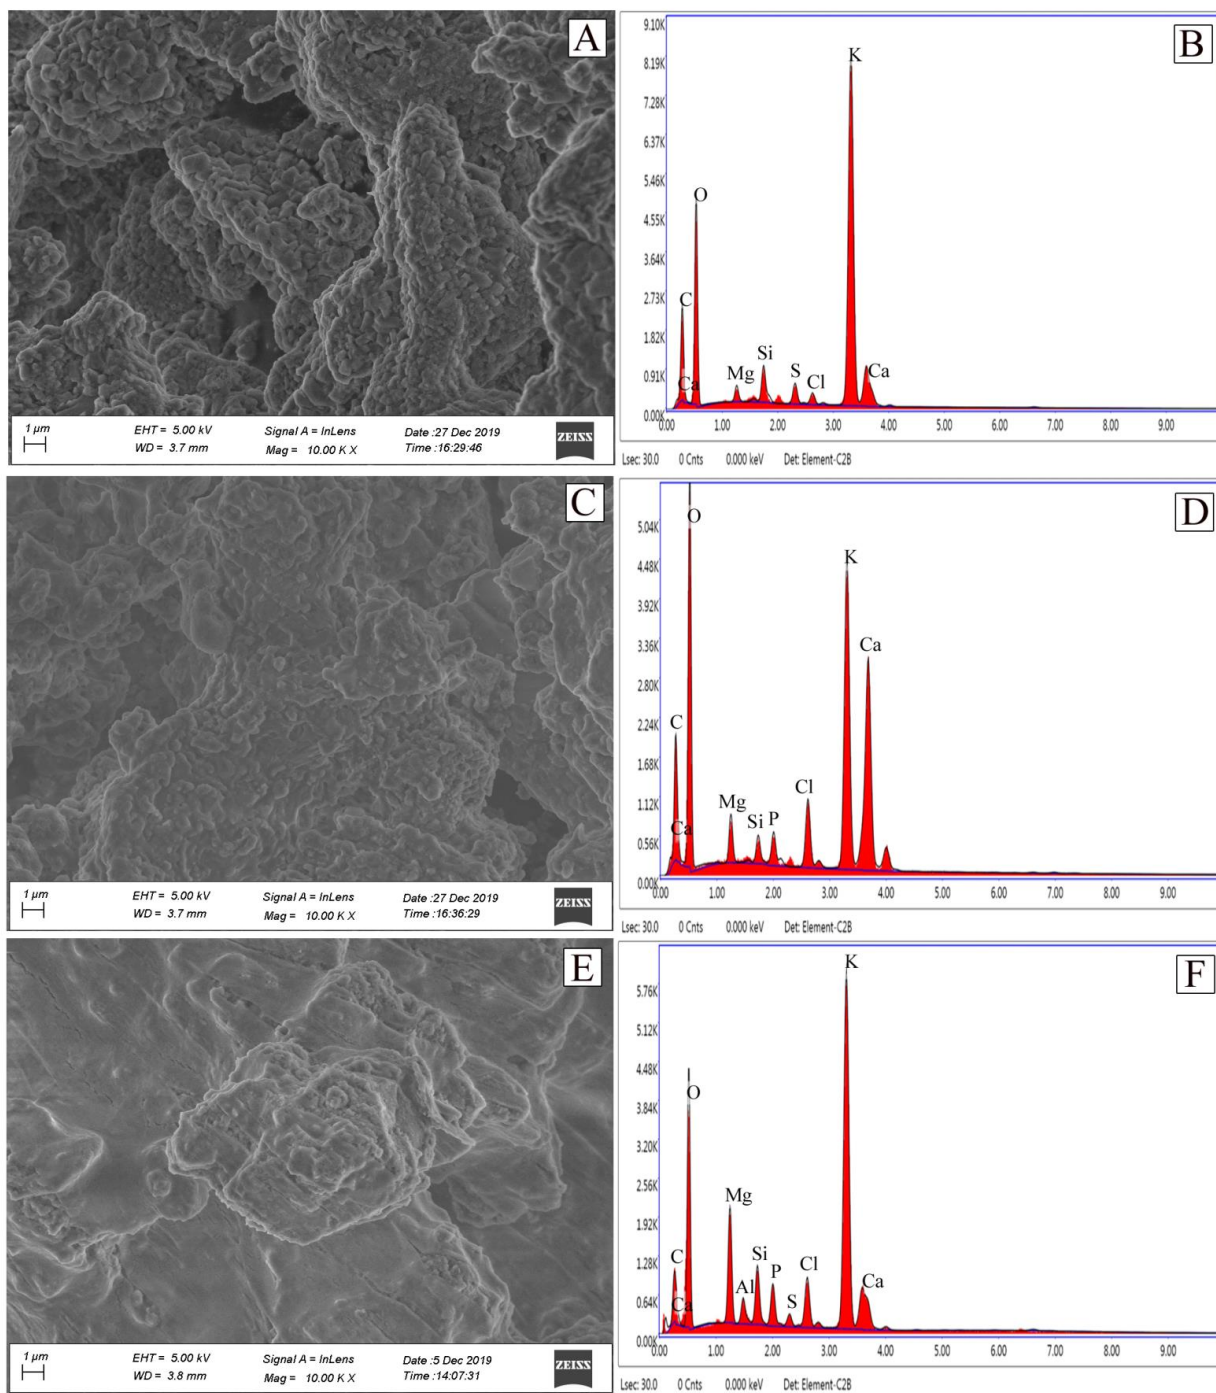 A
1 µm
EHT = 5.00 kV
Signal A = InLens
Date :27 Dec 2019
WD = 3.7 mm
Mag = 10.00 K X
Time :16:29:46
ZEISS
B
9.10K
8.19K
7.28K
6.37K
5.46K
4.55K
3.64K
2.73K
1.82K
0.91K
0.00K
K
O
C
Ca
Mg
Si
S
Cl
Ca
0.00 1.00 2.00 3.00 4.00 5.00 6.00 7.00 8.00 9.00
Lsec: 30.0 0 Cnts 0.000 keV Det: Element-C2B
C
1 µm
EHT = 5.00 kV
Signal A = InLens
Date :27 Dec 2019
WD = 3.7 mm
Mag = 10.00 K X
Time :16:36:29
ZEISS
D
5.04K
4.48K
3.92K
3.36K
2.80K
2.24K
1.68K
1.12K
0.56K
0.00K
O
K
Ca
C
Ca
Mg
Si
P
Cl
0.00 1.00 2.00 3.00 4.00 5.00 6.00 7.00 8.00 9.00
Lsec: 30.0 0 Cnts 0.000 keV Det: Element-C2B
E
1 µm
EHT = 5.00 kV
Signal A = InLens
Date :5 Dec 2019
WD = 3.8 mm
Mag = 10.00 K X
Time :14:07:31
ZEISS
F
5.76K
5.12K
4.48K
3.84K
3.20K
2.56K
1.92K
1.28K
0.64K
0.00K
K
O
C
Ca
Mg
Al
Si
P
S
Cl
Ca
0.00 1.00 2.00 3.00 4.00 5.00 6.00 7.00 8.00 9.00
Lsec: 30.0 0 Cnts 0.000 keV Det: Element-C2B